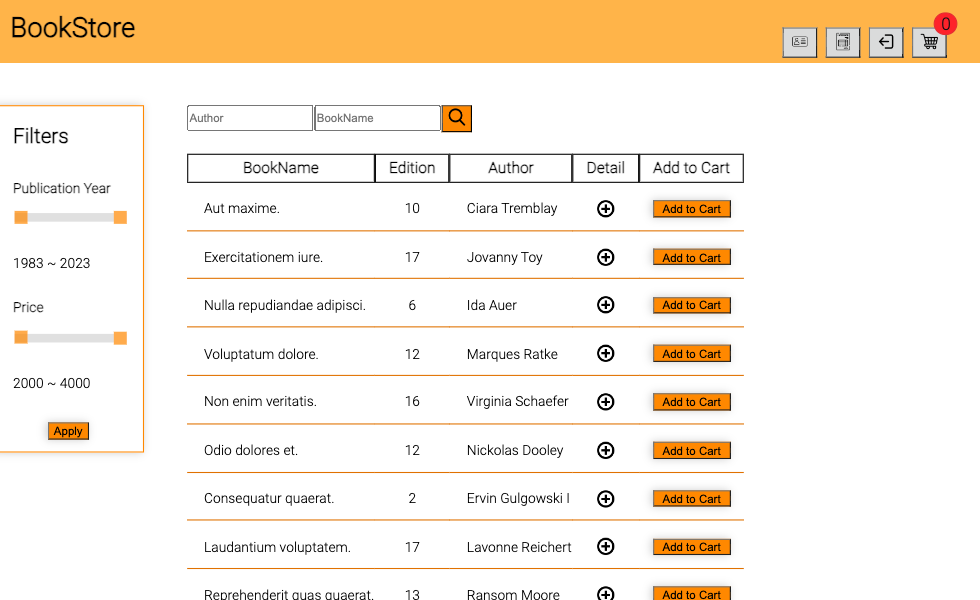 BookStore
0
Filters
Publication Year
1983 ~ 2023
Price
2000 ~ 4000
Apply
Author BookName
BookName Edition Author Detail Add to Cart
Aut maxime. 10 Ciara Tremblay Add to Cart
Exercitationem iure. 17 Jovanny Toy Add to Cart
Nulla repudiandae adipisci. 6 Ida Auer Add to Cart
Voluptatum dolore. 12 Marques Ratke Add to Cart
Non enim veritatis. 16 Virginia Schaefer Add to Cart
Odio dolores et. 12 Nickolas Dooley Add to Cart
Consequatur quaerat. 2 Ervin Gulgowski I Add to Cart
Laudantium voluptatem. 17 Lavonne Reichert Add to Cart
Reprehenderit quas quaerat. 13 Ransom Moore Add to Cart